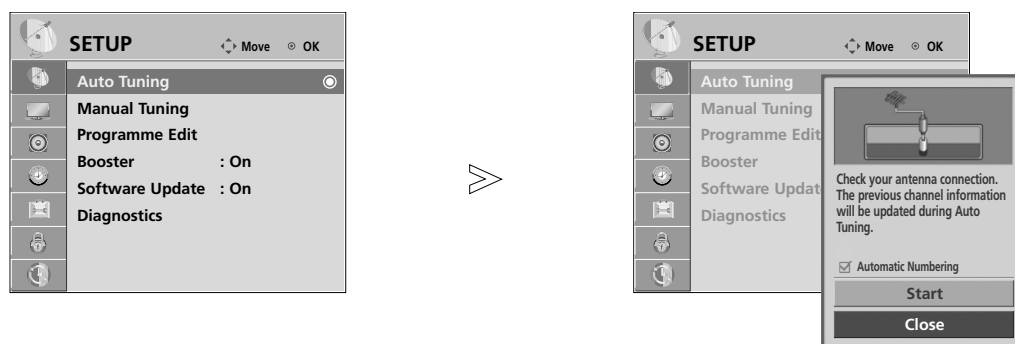 SETUP Move OK
Auto Tuning
Manual Tuning
Programme Edit
Booster : On
Software Update : On
Diagnostics
>
SETUP Move OK
Auto Tuning
Manual Tuning
Programme Edit
Booster
Software Updat
Diagnostics
Check your antenna connection.
The previous channel information
will be updated during Auto
Tuning.
Automatic Numbering
Start
Close